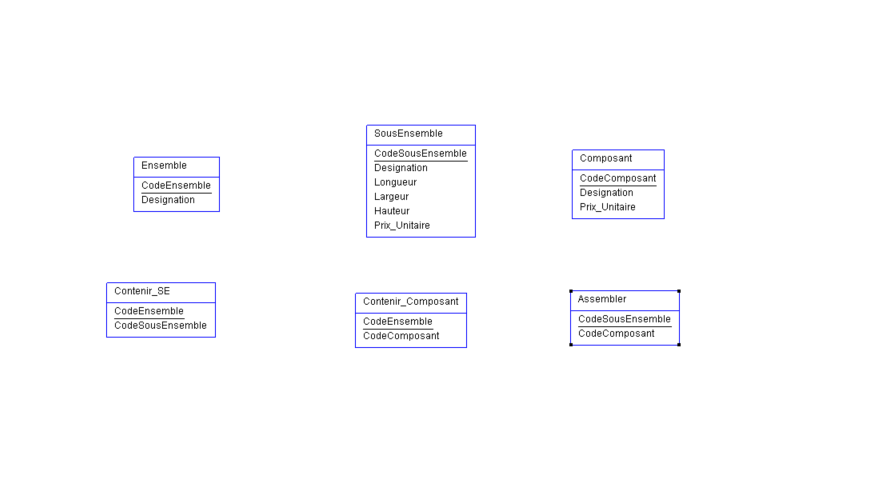 Ensemble
CodeEnsemble
Designation
SousEnsemble
CodeSousEnsemble
Designation
Longueur
Largeur
Hauteur
Prix_Unitaire
Composant
CodeComposant
Designation
Prix_Unitaire
Contenir_SE
CodeEnsemble
CodeSousEnsemble
Contenir_Composant
CodeEnsemble
CodeComposant
Assembler
CodeSousEnsemble
CodeComposant